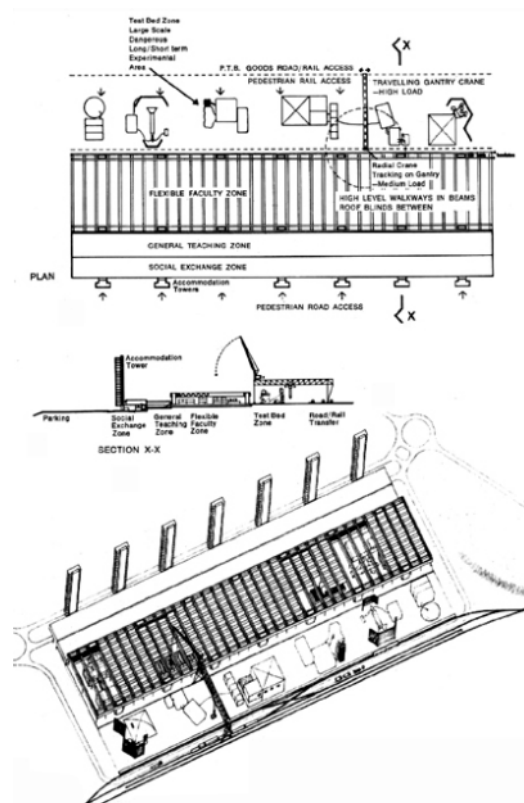 Test Bed Zone
Large Scale
Dangerous
Long/Short term
Experimental
Area
P.T.B. GOODS ROAD/RAIL ACCESS
PEDESTRIAN RAIL ACCESS
TRAVELLING GANTRY CRANE
—HIGH LOAD
X
Radial Crane
Tracking on Gantry
—Medium Load
FLEXIBLE FACULTY ZONE
HIGH LEVEL WALKWAYS IN BEAMS
ROOF BLINDS BETWEEN
GENERAL TEACHING ZONE
SOCIAL EXCHANGE ZONE
PLAN
Accommodation
Towers
PEDESTRIAN ROAD ACCESS
X
Accommodation
Tower
Parking
Social
Exchange
Zone
General
Teaching
Zone
Flexible
Faculty
Zone
Test Bed
Zone
Road/Rail
Transfer
SECTION X-X